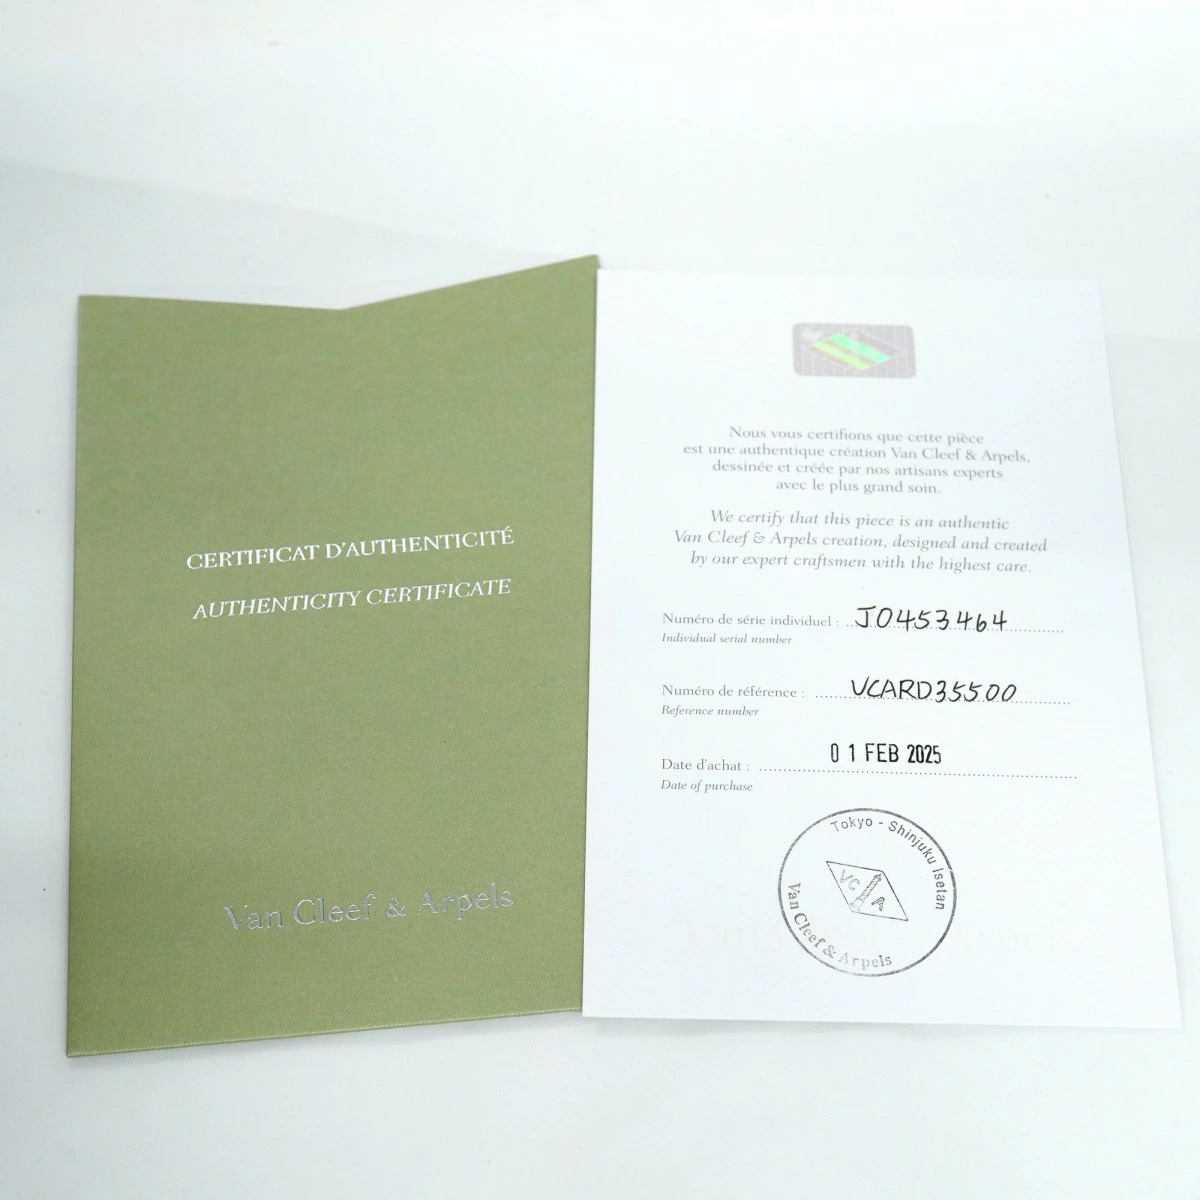 CERTIFICAT D'AUTHENTICITÉ
AUTHENTICITY CERTIFICATE
Van Cleef & Arpels
Nous vous certifions que cette pièce
est une authentique création Van Cleef & Arpels,
dessinée et créée par nos artisans experts
avec le plus grand soin.
We certify that this piece is an authentic
Van Cleef & Arpels creation, designed and created
by our expert craftsmen with the highest care.
Numéro de série individuel : JO453464
Individual serial number
Numéro de référence : VCARD35500
Reference number
Date d'achat : 01 FEB 2025
Date of purchase
Tokyo - Shinjuku Isetan
VC A
Van Cleef & Arpels